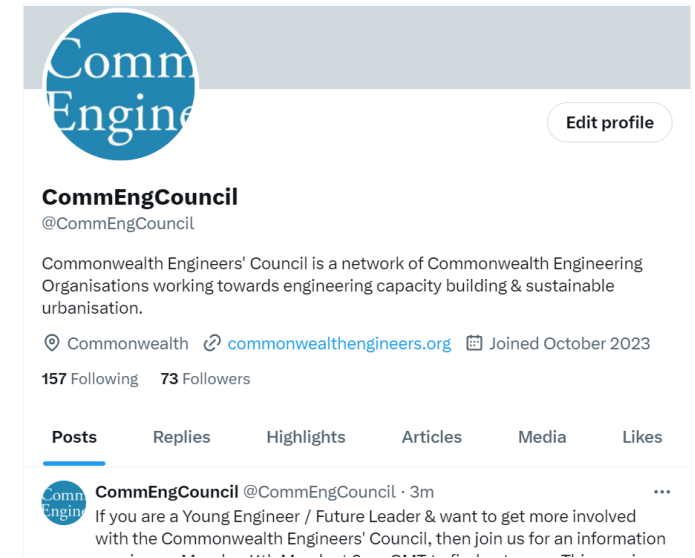 Comm
Engine
Edit profile
CommEngCouncil
@CommEngCouncil
Commonwealth Engineers' Council is a network of Commonwealth Engineering
Organisations working towards engineering capacity building & sustainable
urbanisation.
Commonwealth commonwealthengineers.org Joined October 2023
157 Following 73 Followers
Posts Replies Highlights Articles Media Likes
Comm
Engine
CommEngCouncil @CommEngCouncil · 3m
If you are a Young Engineer / Future Leader & want to get more involved
with the Commonwealth Engineers' Council, then join us for an information